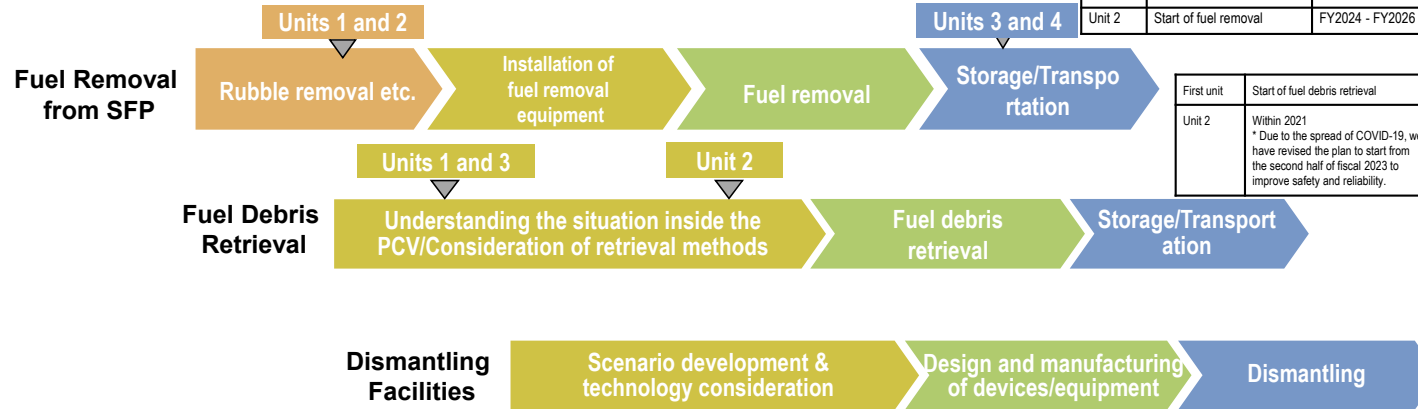 Unit 2 Start of fuel removal FY2024 - FY2026
Units 1 and 2
Units 3 and 4
Fuel Removal
from SFP
Rubble removal etc.
Installation of
fuel removal
equipment
Fuel removal
Storage/Transpo
rtation
First unit Start of fuel debris retrieval
Unit 2 Within 2021
* Due to the spread of COVID-19, we
have revised the plan to start from
the second half of fiscal 2023 to
improve safety and reliability.
Units 1 and 3
Unit 2
Fuel Debris
Retrieval
Understanding the situation inside the
PCV/Consideration of retrieval methods
Fuel debris
retrieval
Storage/Transport
ation
Dismantling
Facilities
Scenario development &
technology consideration
Design and manufacturing
of devices/equipment
Dismantling